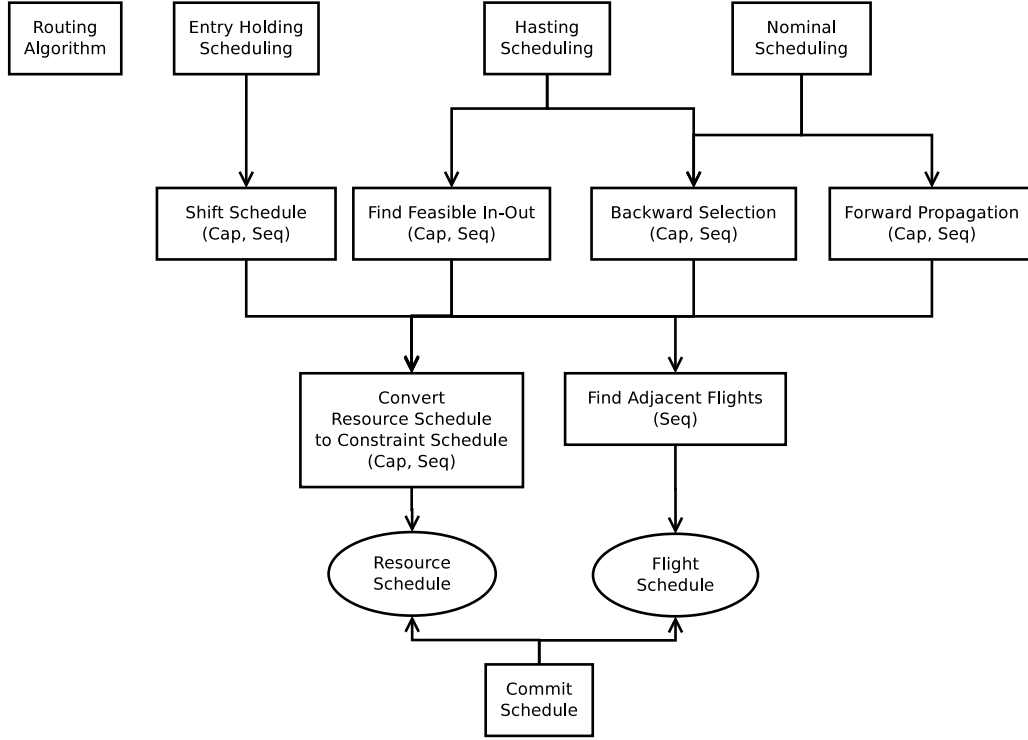 Routing
Algorithm
Entry Holding
Scheduling
Hasting
Scheduling
Nominal
Scheduling
Shift Schedule
(Cap, Seq)
Find Feasible In-Out
(Cap, Seq)
Backward Selection
(Cap, Seq)
Forward Propagation
(Cap, Seq)
Convert
Resource Schedule
to Constraint Schedule
(Cap, Seq)
Find Adjacent Flights
(Seq)
Resource
Schedule
Flight
Schedule
Commit
Schedule